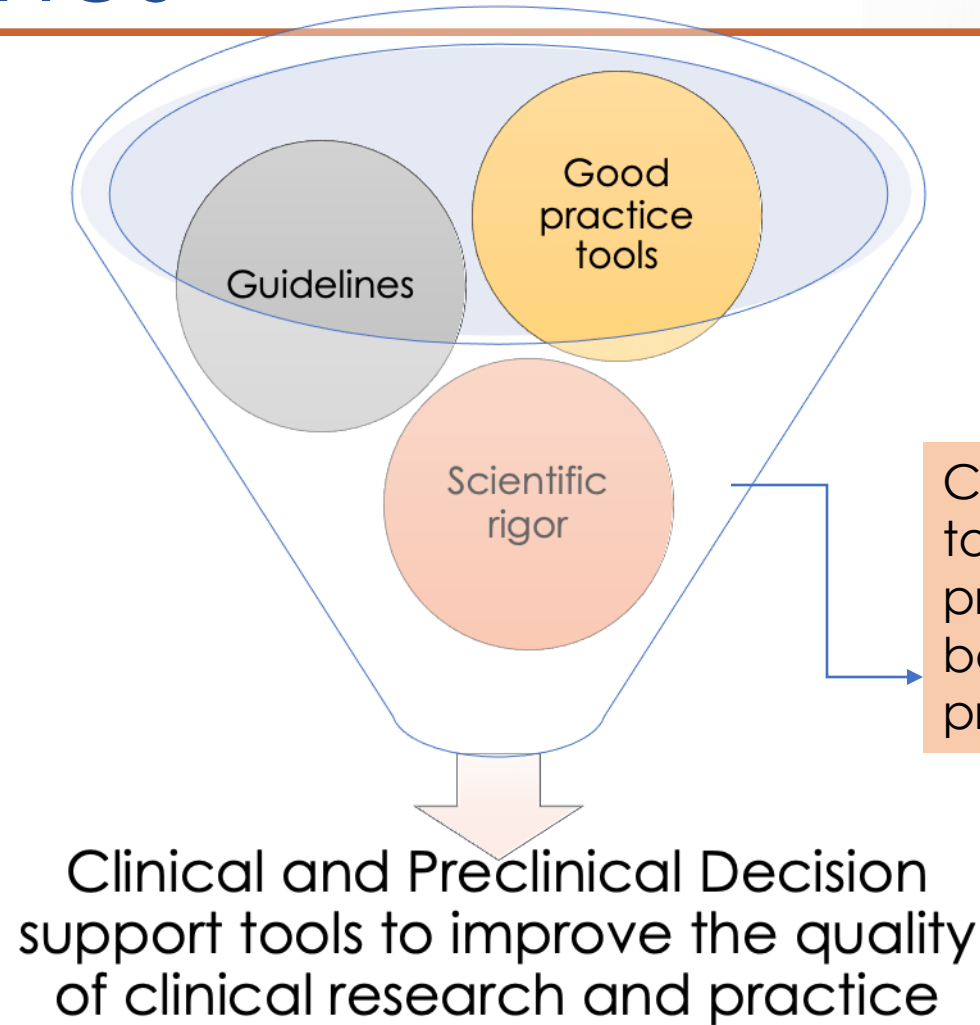 Good
practice
tools
Guidelines
Scientific
rigor
Clinical and Preclinical Decision
support tools to improve the quality
of clinical research and practice